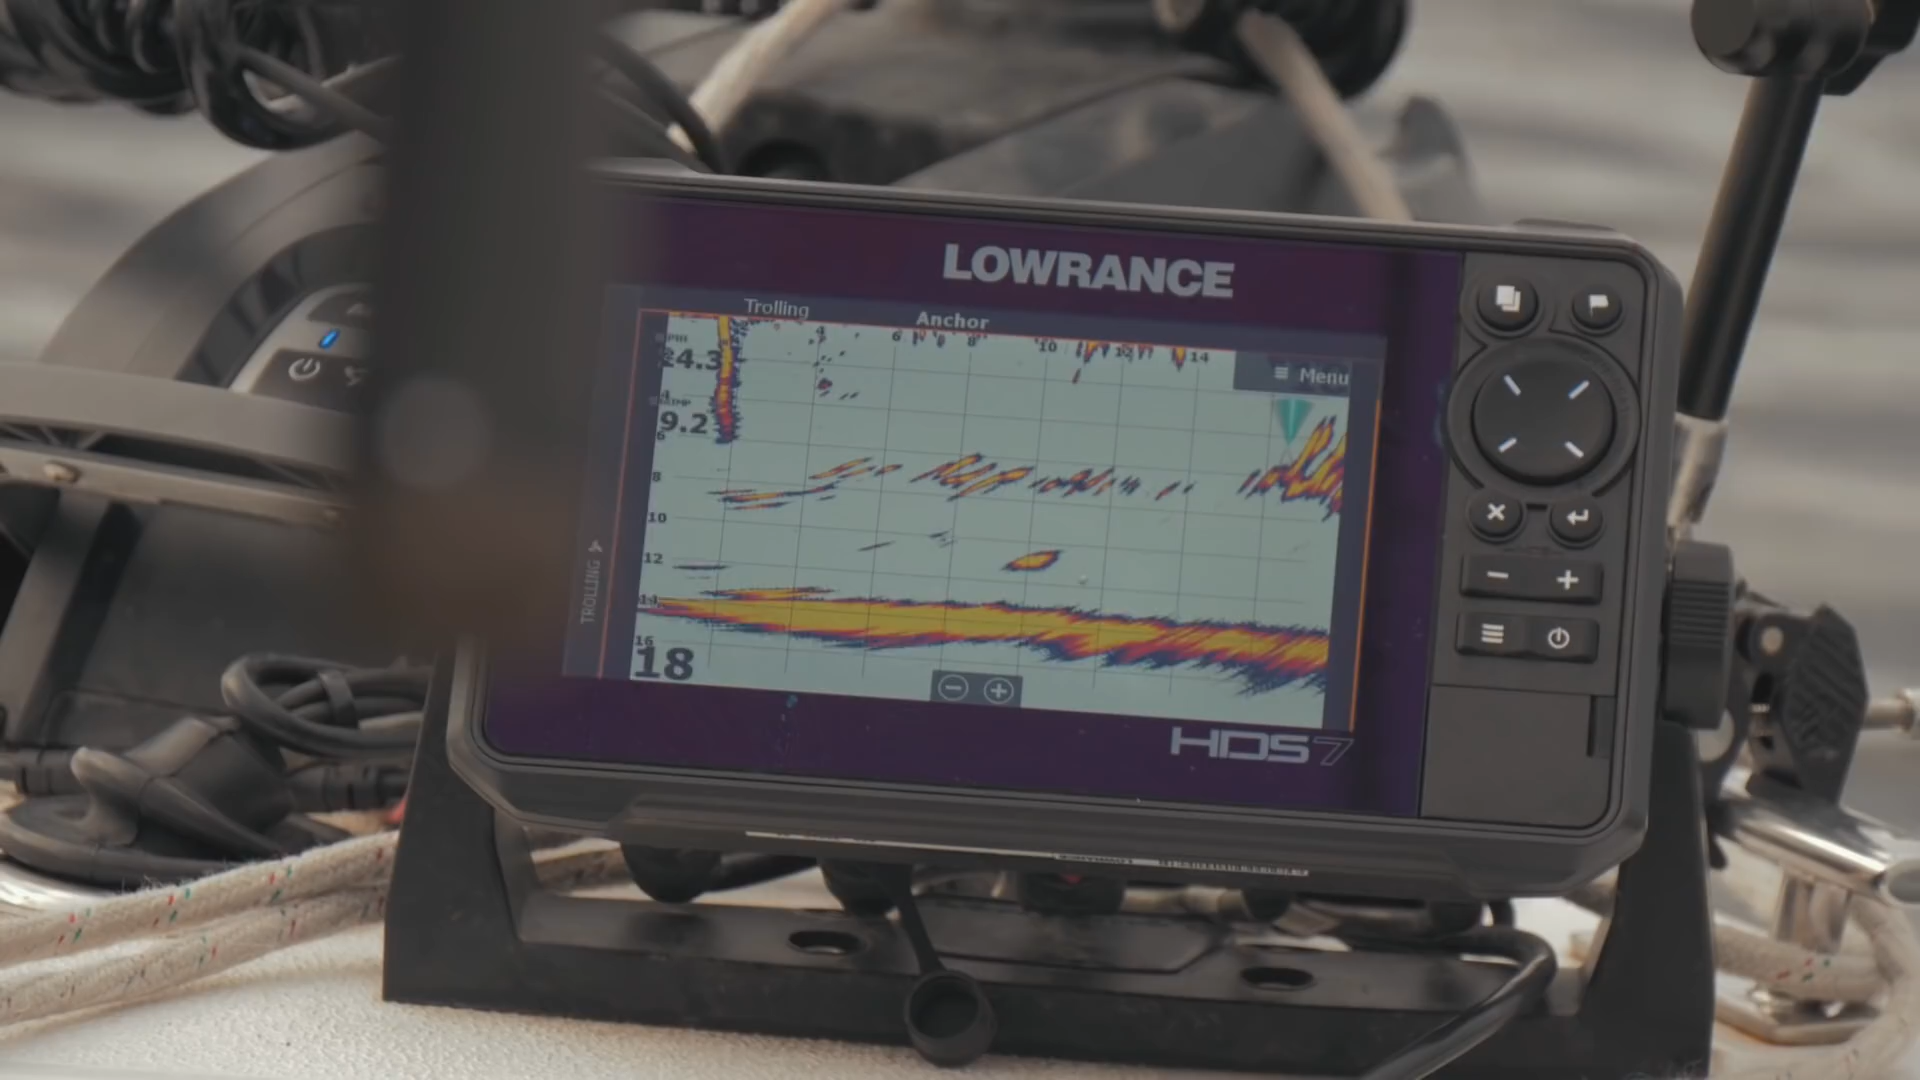 LOWRANCE
Trolling Anchor
4 6 8 10 12 14
24.3
Menu
9.2
6
8
10
12
14
16
18
TROLLING
HDS7